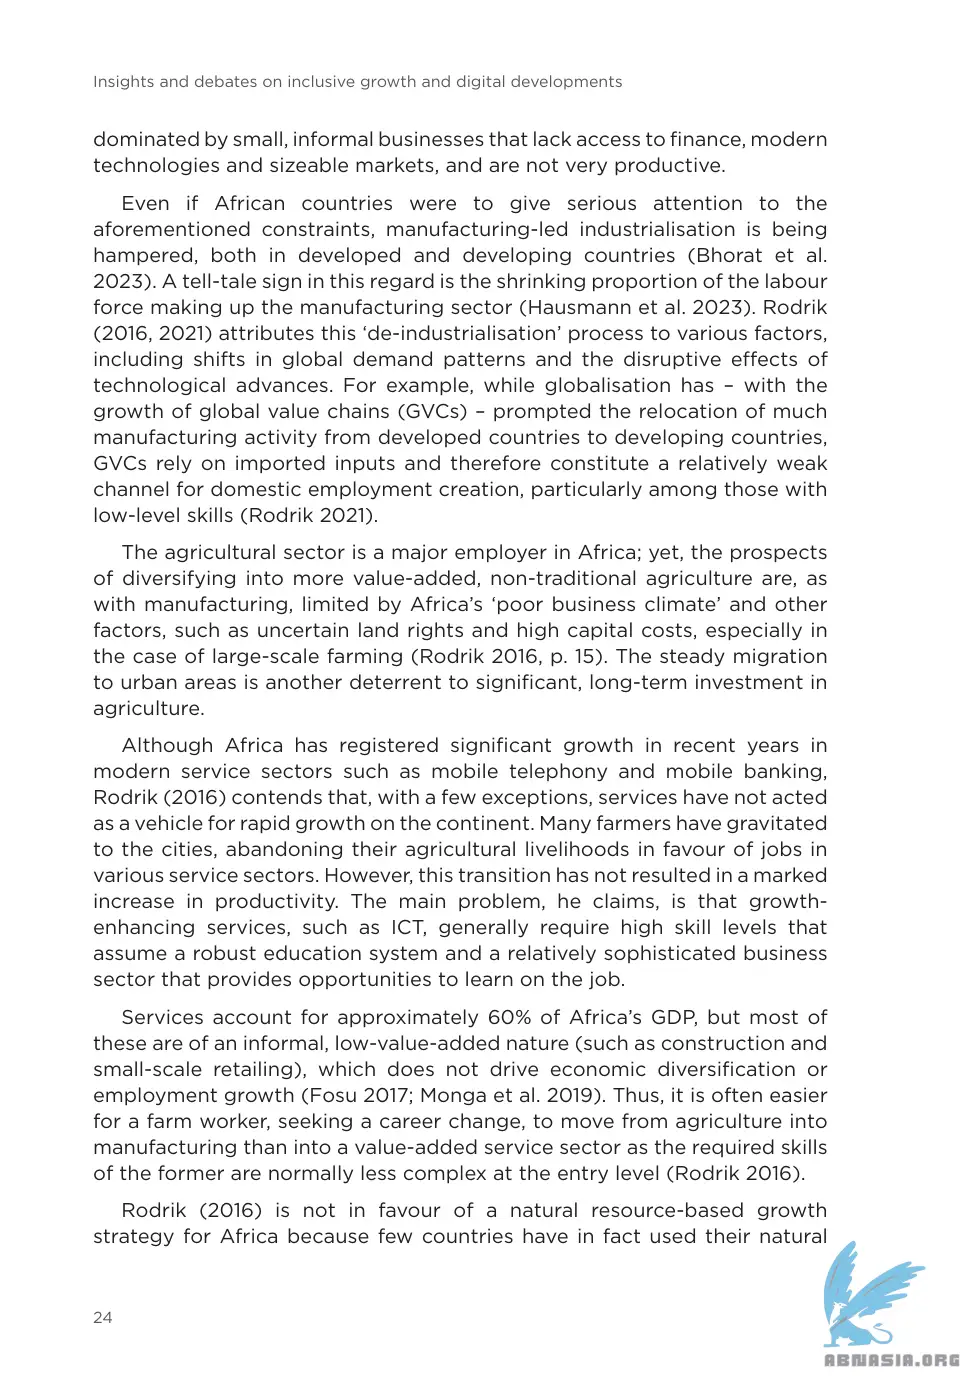 Insights and debates on inclusive growth and digital developments
dominated by small, informal businesses that lack access to finance, modern
technologies and sizeable markets, and are not very productive.
Even if African countries were to give serious attention to the
aforementioned constraints, manufacturing-led industrialisation is being
hampered, both in developed and developing countries (Bhorat et al.
2023). A tell-tale sign in this regard is the shrinking proportion of the labour
force making up the manufacturing sector (Hausmann et al. 2023). Rodrik
(2016, 2021) attributes this ‘de-industrialisation’ process to various factors,
including shifts in global demand patterns and the disruptive effects of
technological advances. For example, while globalisation has – with the
growth of global value chains (GVCs) – prompted the relocation of much
manufacturing activity from developed countries to developing countries,
GVCs rely on imported inputs and therefore constitute a relatively weak
channel for domestic employment creation, particularly among those with
low-level skills (Rodrik 2021).
The agricultural sector is a major employer in Africa; yet, the prospects
of diversifying into more value-added, non-traditional agriculture are, as
with manufacturing, limited by Africa’s ‘poor business climate’ and other
factors, such as uncertain land rights and high capital costs, especially in
the case of large-scale farming (Rodrik 2016, p. 15). The steady migration
to urban areas is another deterrent to significant, long-term investment in
agriculture.
Although Africa has registered significant growth in recent years in
modern service sectors such as mobile telephony and mobile banking,
Rodrik (2016) contends that, with a few exceptions, services have not acted
as a vehicle for rapid growth on the continent. Many farmers have gravitated
to the cities, abandoning their agricultural livelihoods in favour of jobs in
various service sectors. However, this transition has not resulted in a marked
increase in productivity. The main problem, he claims, is that growth-
enhancing services, such as ICT, generally require high skill levels that
assume a robust education system and a relatively sophisticated business
sector that provides opportunities to learn on the job.
Services account for approximately 60% of Africa’s GDP, but most of
these are of an informal, low-value-added nature (such as construction and
small-scale retailing), which does not drive economic diversification or
employment growth (Fosu 2017; Monga et al. 2019). Thus, it is often easier
for a farm worker, seeking a career change, to move from agriculture into
manufacturing than into a value-added service sector as the required skills
of the former are normally less complex at the entry level (Rodrik 2016).
Rodrik (2016) is not in favour of a natural resource-based growth
strategy for Africa because few countries have in fact used their natural
24
ABNASIA.ORG